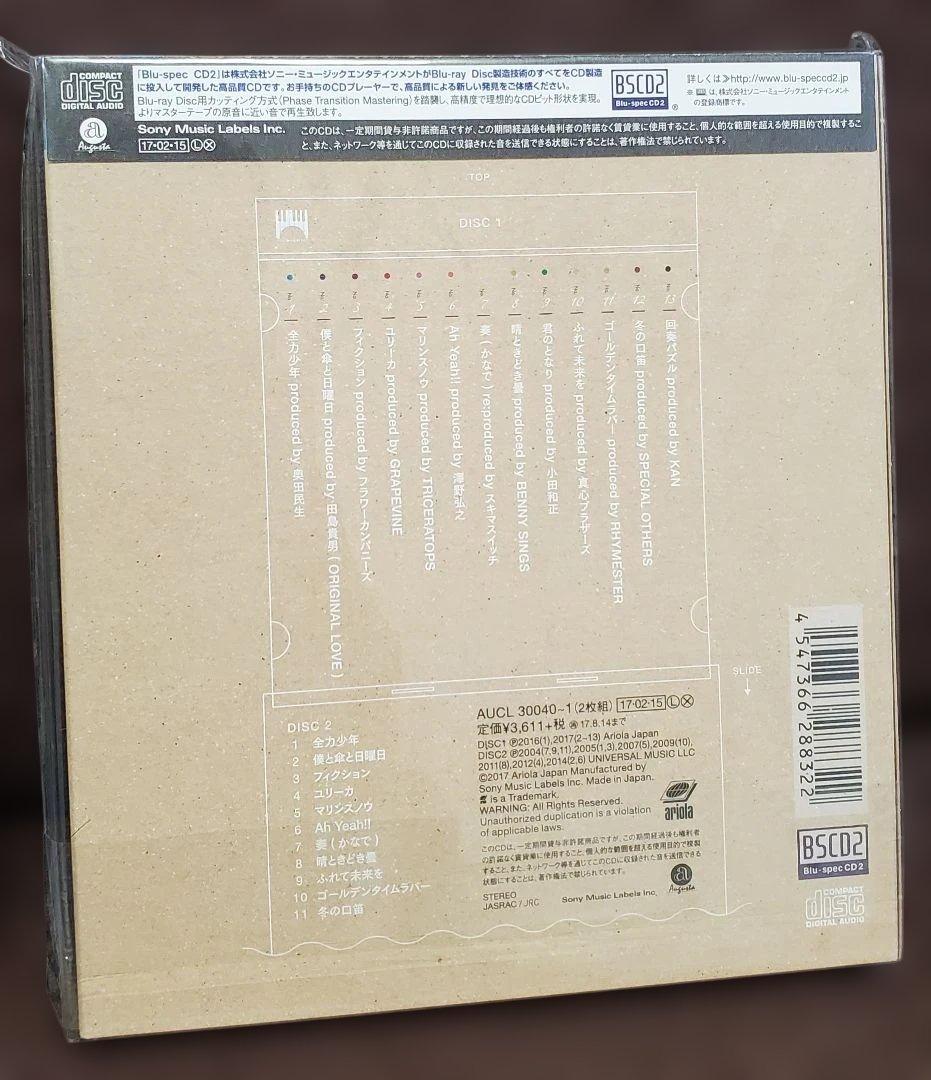 COMPACT
disc
DIGITAL AUDIO
「Blu-spec CD2」は株式会社ソニー・ミュージックエンタテインメントがBlu-ray Disc製造技術のすべてをCD製造
に投入して開発した高品質CDです。お手持ちのCDプレーヤーで、高品質による新しい発見をご体感ください。
Blu-ray Disc用カッティング方式(Phase Transition Mastering)を踏襲し、高精度で理想的なCDピット形状を実現。
よりマスターテープの原音に近い音で再生致します。
BSCD2
Blu-spec CD2
®
詳しくは≫http://www.blu-speccd2.jp
は、株式会社ソニー・ミュージックエンタテインメント
の登録商標です。
a
Augusta
Sony Music Labels Inc.
17・02・15 Ⓛ Ⓧ
このCDは、一定期間貸与非許諾商品ですが、この期間経過後も権利者の許諾なく賃貸業に使用すること、個人的な範囲を超える使用目的で複製するこ
と、また、ネットワーク等を通じてこのCDに収録された音を送信できる状態にすることは、著作権法で禁じられています。
TOP
DISC 1
No. 1 全力少年 produced by 奥田民生
No. 2 僕と傘と日曜日 produced by 田島貴男 ( ORIGINAL LOVE )
No. 3 フィクション produced by フラワーカンパニーズ
No. 4 ユリーカ produced by GRAPEVINE
No. 5 マリンスノウ produced by TRICERATOPS
No. 6 Ah Yeah!! produced by 澤野弘之
No. 7 奏 ( かなで ) re:produced by スキマスイッチ
No. 8 晴ときどき曇 produced by BENNY SINGS
No. 9 君のとなり produced by 小田和正
No. 10 ふれて未来を produced by 真心ブラザーズ
No. 11 ゴールデンタイムラバー produced by RHYMESTER
No. 12 冬の口笛 produced by SPECIAL OTHERS
No. 13 回奏パズル produced by KAN
SLIDE
DISC 2
1 全力少年
2 僕と傘と日曜日
3 フィクション
4 ユリーカ
5 マリンスノウ
6 Ah Yeah!!
7 奏 ( かなで )
8 晴ときどき曇
9 ふれて未来を
10 ゴールデンタイムラバー
11 冬の口笛
AUCL 30040~1 (2枚組) 17・02・15 Ⓛ Ⓧ
定価¥3,611+税 17.8.14まで
DISC1 ℗2016(1),2017(2~13) Ariola Japan
DISC2 ℗2004(7,9,11),2005(1,3),2007(5),2009(10),
2011(8),2012(4),2014(2,6) UNIVERSAL MUSIC LLC
©2017 Ariola Japan Manufactured by
Sony Music Labels Inc. Made in Japan.
is a Trademark.
WARNING: All Rights Reserved.
Unauthorized duplication is a violation
of applicable laws.
ariola
このCDは、一定期間貸与非許諾商品ですが、この期間経過後も権利者
の許諾なく賃貸業に使用すること、個人的な範囲を超える使用目的で複製
すること、また、ネットワーク等を通じてこのCDに収録された音を送信できる
状態にすることは、著作権法で禁じられています。
STEREO
JASRAC / JRC
Sony Music Labels Inc.
a
Augusta
4 547366 288322
BSCD2
Blu-spec CD2
COMPACT
disc
DIGITAL AUDIO